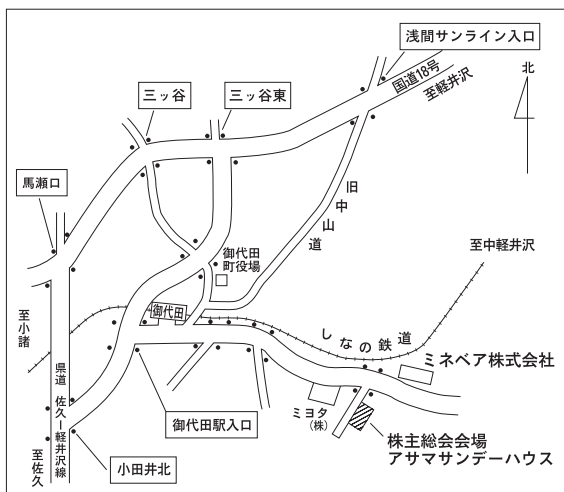 浅間サンライン入口
国道18号
至軽井沢
北
三ッ谷
三ッ谷東
馬瀬口
旧中山道
御代田
町役場
至中軽井沢
御代田
至小諸
しなの鉄道
ミネベア株式会社
県道 佐久ー軽井沢線
ミヨタ
(株)
御代田駅入口
株主総会会場
アサマサンデーハウス
至佐久
小田井北